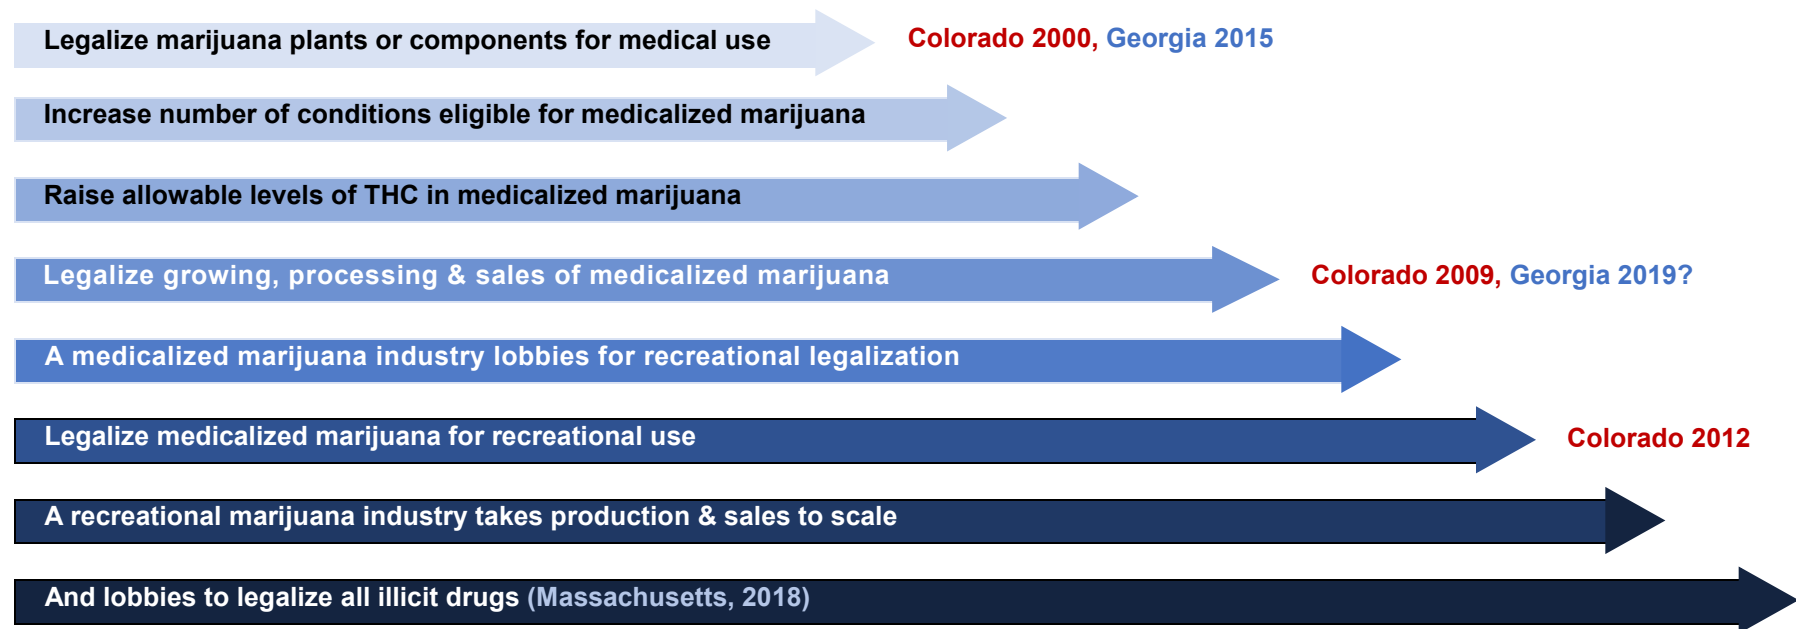 Legalize marijuana plants or components for medical use Colorado 2000, Georgia 2015
Increase number of conditions eligible for medicalized marijuana
Raise allowable levels of THC in medicalized marijuana
Legalize growing, processing & sales of medicalized marijuana Colorado 2009, Georgia 2019?
A medicalized marijuana industry lobbies for recreational legalization
Legalize medicalized marijuana for recreational use Colorado 2012
A recreational marijuana industry takes production & sales to scale
And lobbies to legalize all illicit drugs (Massachusetts, 2018)